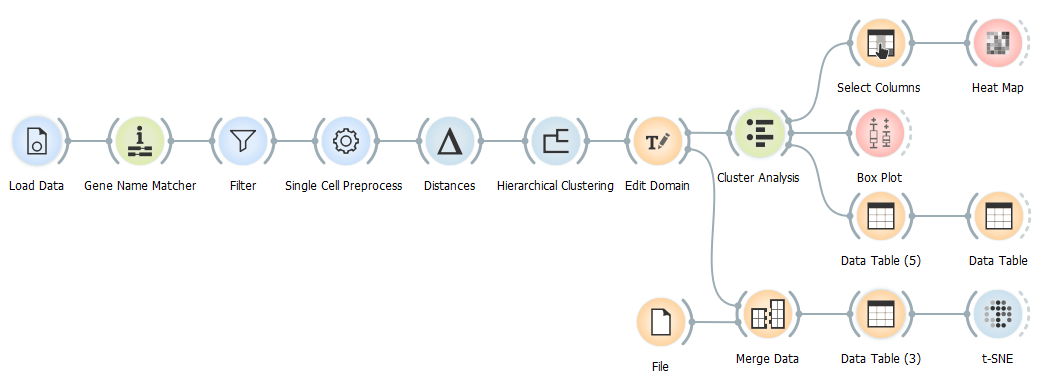 Select Columns
Heat Map
Load Data
Gene Name Matcher
Filter
Single Cell Preprocess
Distances
Hierarchical Clustering
Edit Domain
Cluster Analysis
Box Plot
Data Table (5)
Data Table
File
Merge Data
Data Table (3)
t-SNE